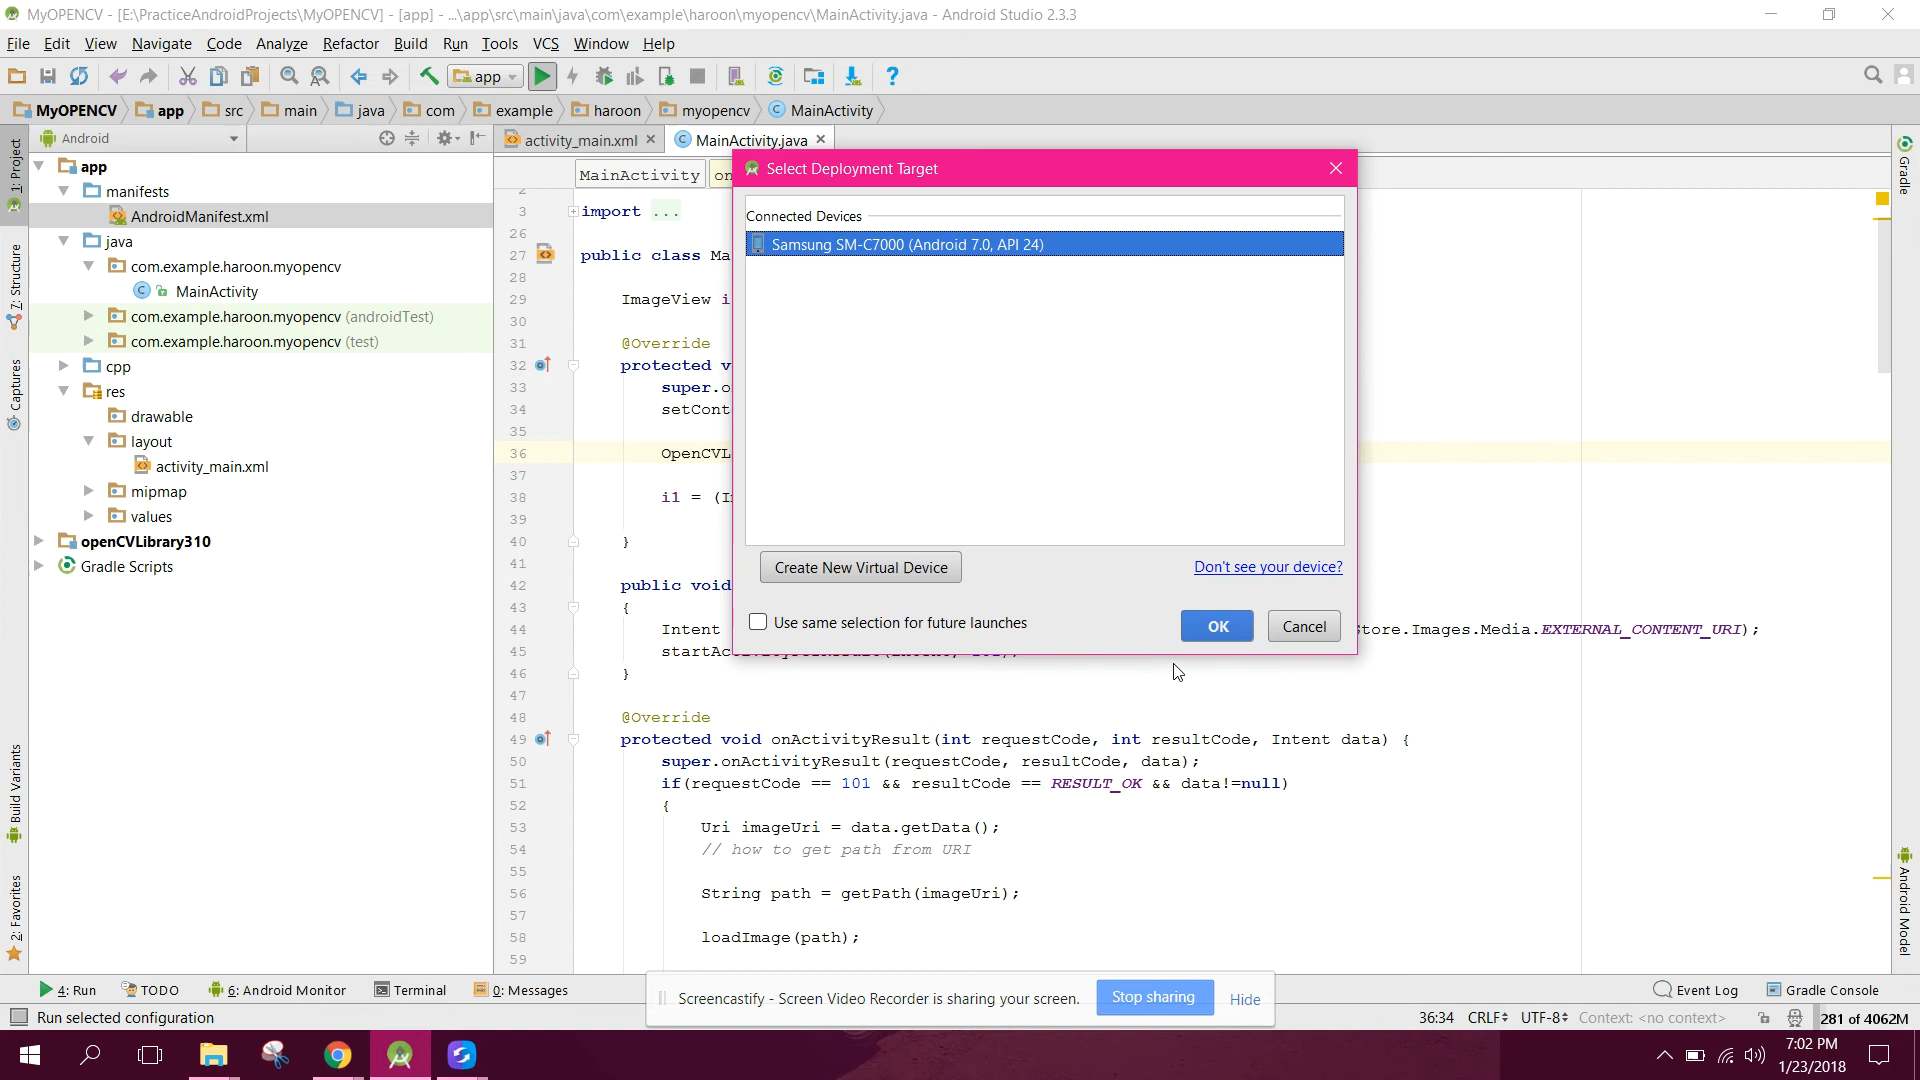 MyOPENCV - [E:\PracticeAndroidProjects\MyOPENCV] - [app] - ...\app\src\main\java\com\example\haroon\myopencv\MainActivity.java - Android Studio 2.3.3
File Edit View Navigate Code Analyze Refactor Build Run Tools VCS Window Help
app
MyOPENCV app src main java com example haroon myopencv MainActivity
Android
activity_main.xml
MainActivity.java
1: Project
7: Structure
Captures
Build Variants
2: Favorites
app
manifests
AndroidManifest.xml
java
com.example.haroon.myopencv
MainActivity
com.example.haroon.myopencv (androidTest)
com.example.haroon.myopencv (test)
cpp
res
drawable
layout
activity_main.xml
mipmap
values
openCVLibrary310
Gradle Scripts
MainActivity on
3 import ...
26
27 public class Ma
28
29 ImageView i
30
31 @Override
32 protected v
33 super.o
34 setCont
35
36 OpenCVL
37
38 i1 = (I
39
40 }
41
42 public void
43 {
44 Intent tore.Images.Media.EXTERNAL_CONTENT_URI);
45 startAc
46 }
47
48 @Override
49 protected void onActivityResult(int requestCode, int resultCode, Intent data) {
50 super.onActivityResult(requestCode, resultCode, data);
51 if(requestCode == 101 && resultCode == RESULT_OK && data!=null)
52 {
53 Uri imageUri = data.getData();
54 // how to get path from URI
55
56 String path = getPath(imageUri);
57
58 loadImage(path);
59
Select Deployment Target
Connected Devices
Samsung SM-C7000 (Android 7.0, API 24)
Create New Virtual Device
Don't see your device?
Use same selection for future launches
OK
Cancel
Gradle
Android Model
4: Run TODO 6: Android Monitor Terminal 0: Messages
Event Log Gradle Console
Screencastify - Screen Video Recorder is sharing your screen. Stop sharing Hide
Run selected configuration
36:34 CRLF UTF-8 Context: <no context> 281 of 4062M
7:02 PM
1/23/2018